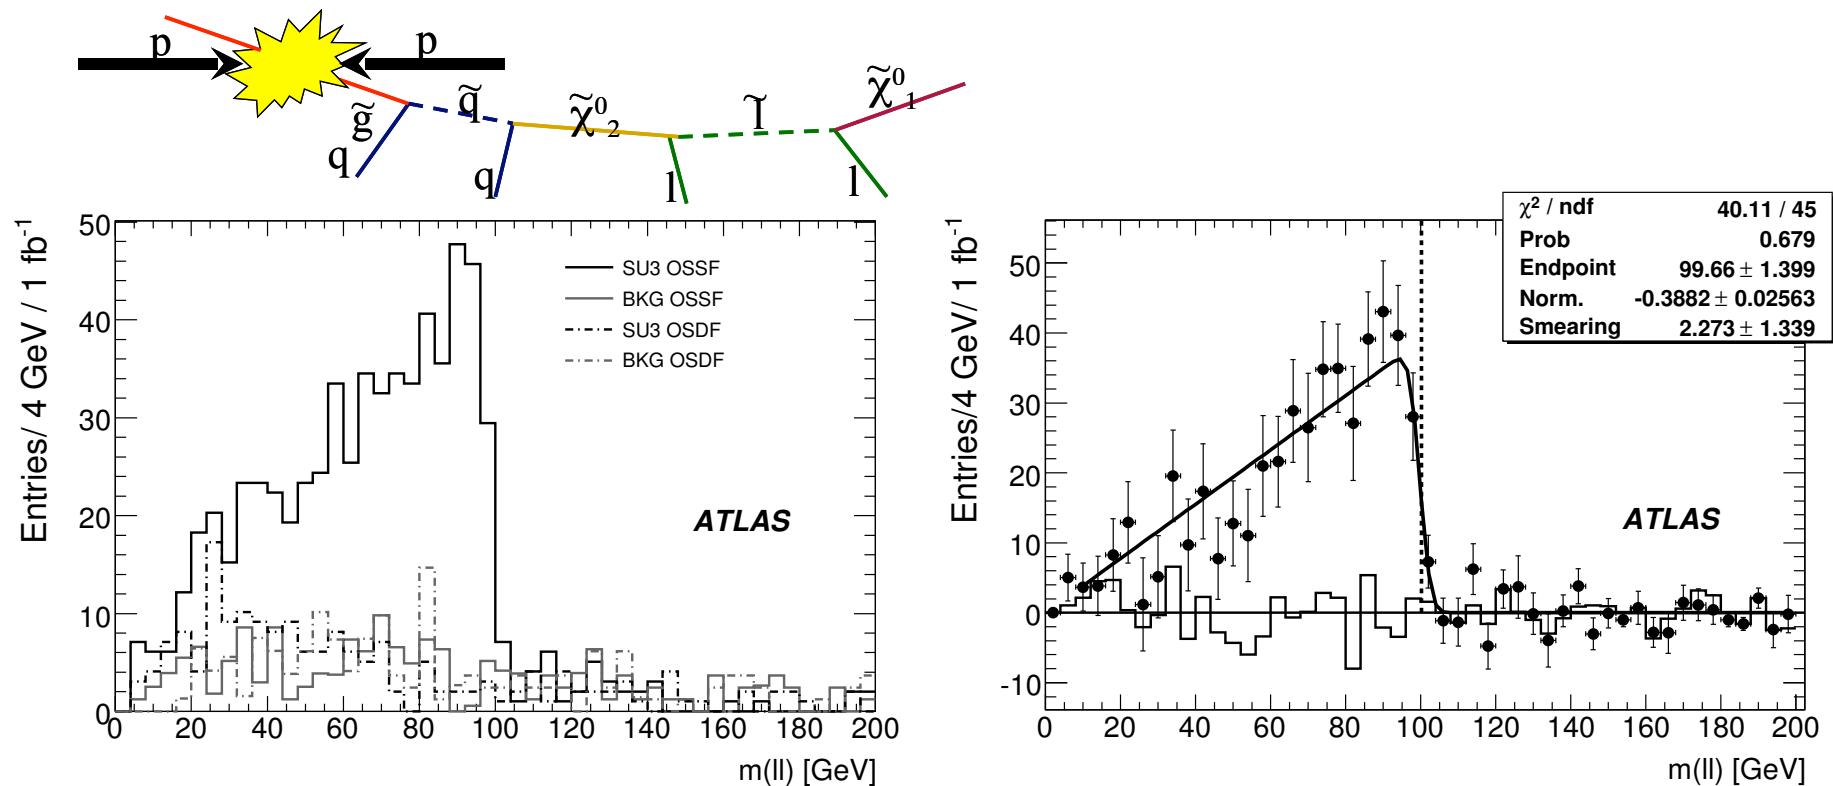 p
p
g̃
q̃
χ̃⁰₂
l̃
χ̃⁰₁
q
q
l
l
Entries/ 4 GeV / 1 fb⁻¹
50
40
30
20
10
0
SU3 OSSF
BKG OSSF
SU3 OSDF
BKG OSDF
ATLAS
0 20 40 60 80 100 120 140 160 180 200
m(ll) [GeV]
Entries/4 GeV/ 1 fb⁻¹
50
40
30
20
10
0
-10
χ² / ndf 40.11 / 45
Prob 0.679
Endpoint 99.66 ± 1.399
Norm. -0.3882 ± 0.02563
Smearing 2.273 ± 1.339
ATLAS
0 20 40 60 80 100 120 140 160 180 200
m(ll) [GeV]